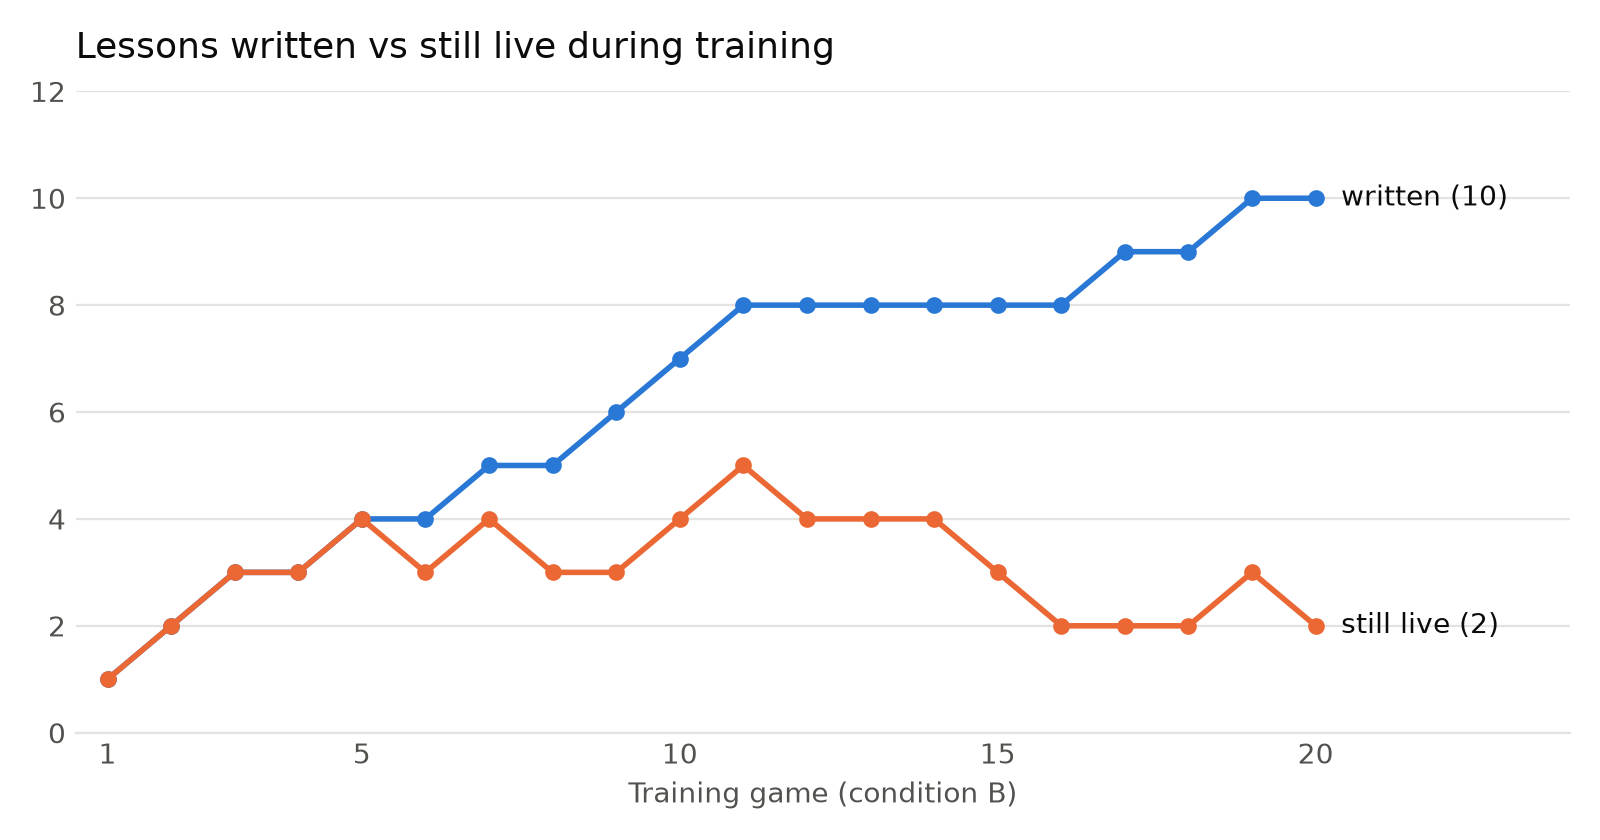 Lessons written vs still live during training
12
10
written (10)
8
6
4
2
still live (2)
0
1 5 10 15 20
Training game (condition B)